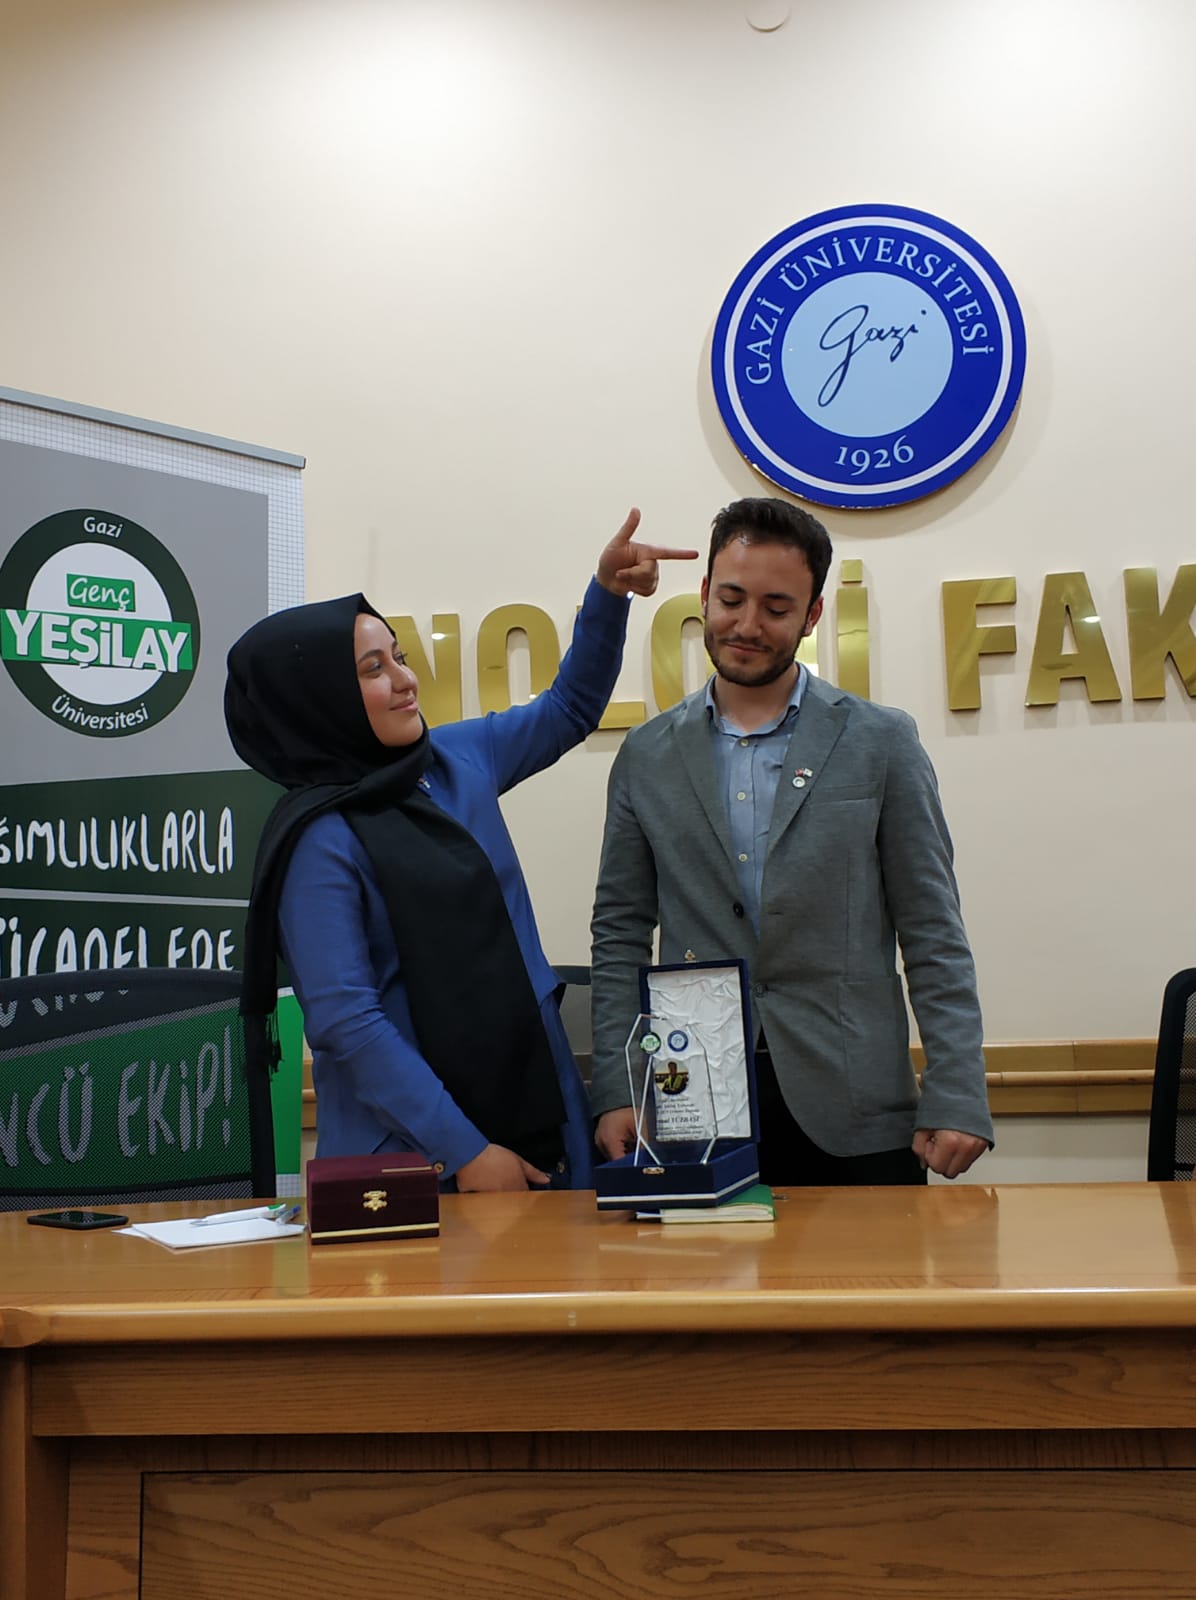 GAZİ ÜNİVERSİTESİ
Gazi
1926
NOLOJİ FAK
Gazi
Genç
YEŞİLAY
Üniversitesi
ĞIMLILIKLARLA
ÜCADELEDE
NCÜ EKİP!